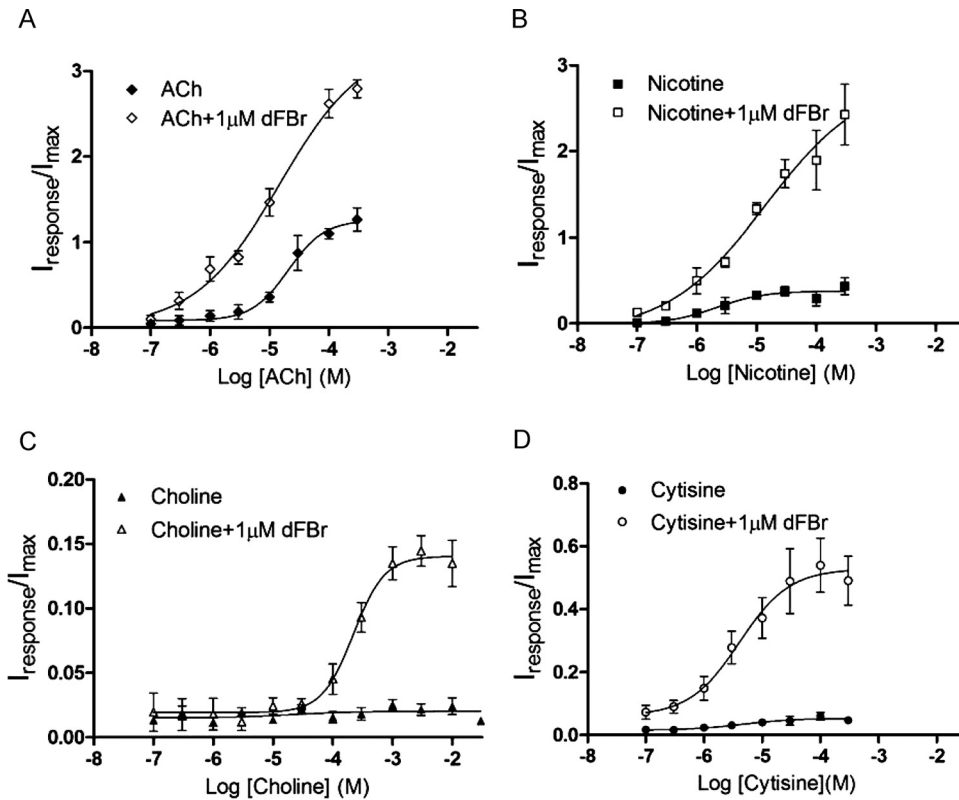 A
ACh
ACh+1μM dFBr
3
2
1
0
-8 -7 -6 -5 -4 -3 -2
Iresponse/Imax
Log [ACh] (M)
B
Nicotine
Nicotine+1μM dFBr
3
2
1
0
-8 -7 -6 -5 -4 -3 -2
Iresponse/Imax
Log [Nicotine] (M)
C
Choline
Choline+1μM dFBr
0.20
0.15
0.10
0.05
0.00
-8 -7 -6 -5 -4 -3 -2
Iresponse/Imax
Log [Choline] (M)
D
Cytisine
Cytisine+1μM dFBr
0.8
0.6
0.4
0.2
0.0
-8 -7 -6 -5 -4 -3 -2
Iresponse/Imax
Log [Cytisine](M)